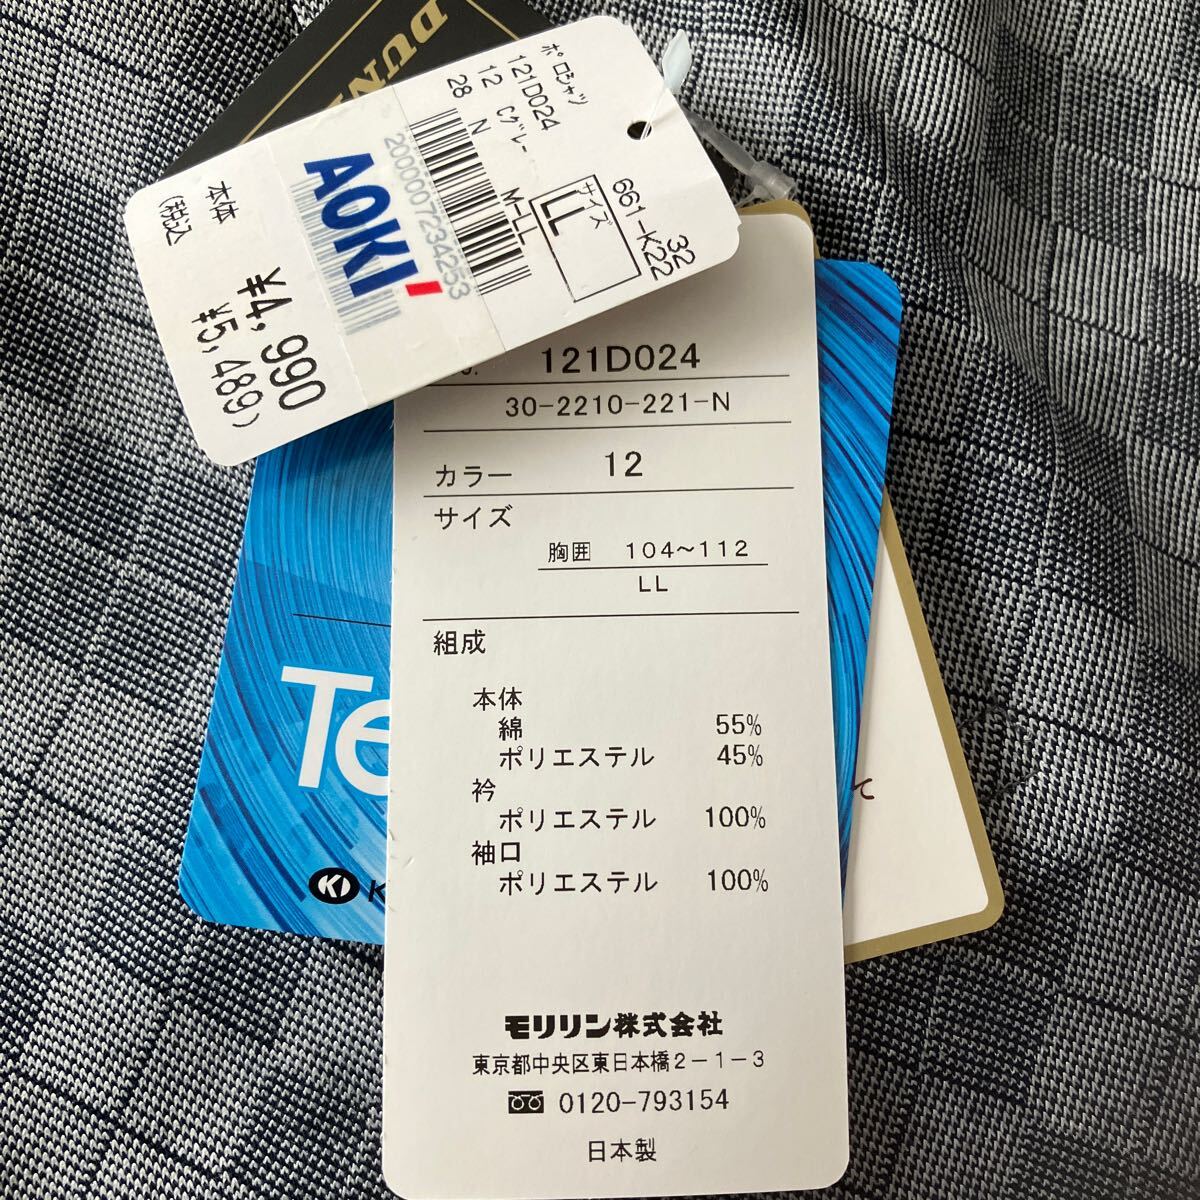 DUN
ポロシャツ
121D024
12 Cグレー
28 N
M-LL
サイズ
LL
32
661-K22
2000007234253
AOKI
本体 ¥4,990
(税込 ¥5,489)
121D024
30-2210-221-N
カラー 12
サイズ
胸囲 104～112
LL
組成
本体
綿 55%
ポリエステル 45%
衿
ポリエステル 100%
袖口
ポリエステル 100%
モリリン株式会社
東京都中央区東日本橋2-1-3
0120-793154
日本製
Te
KI K
て